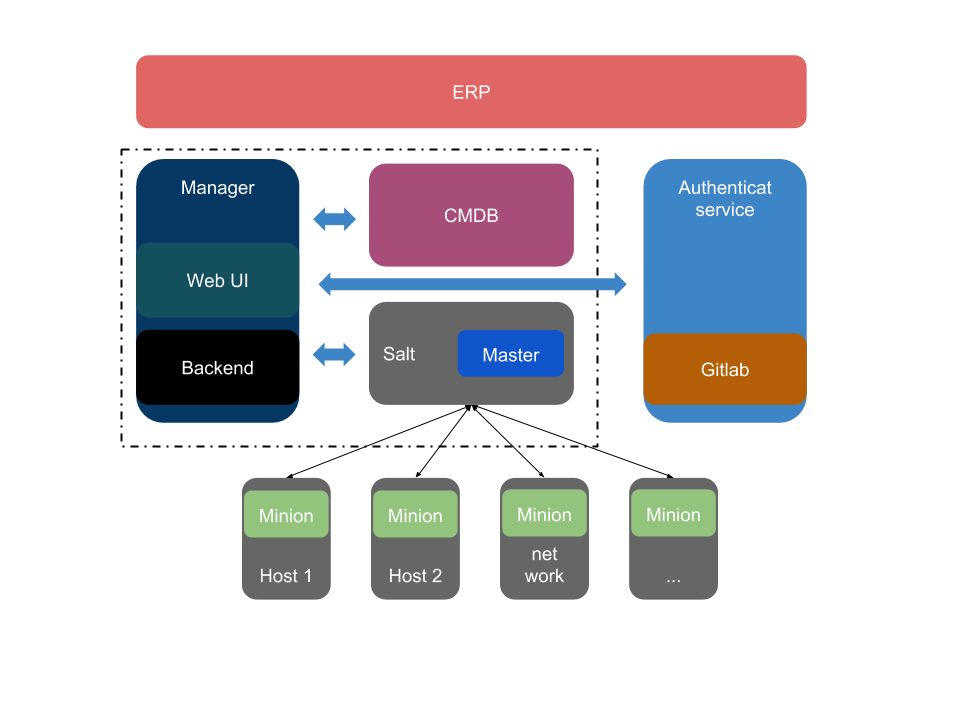 ERP
Manager
CMDB
Authenticat
service
Web UI
Backend
Salt
Master
Gitlab
Minion
Minion
Minion
Minion
Host 1
Host 2
net
work
...